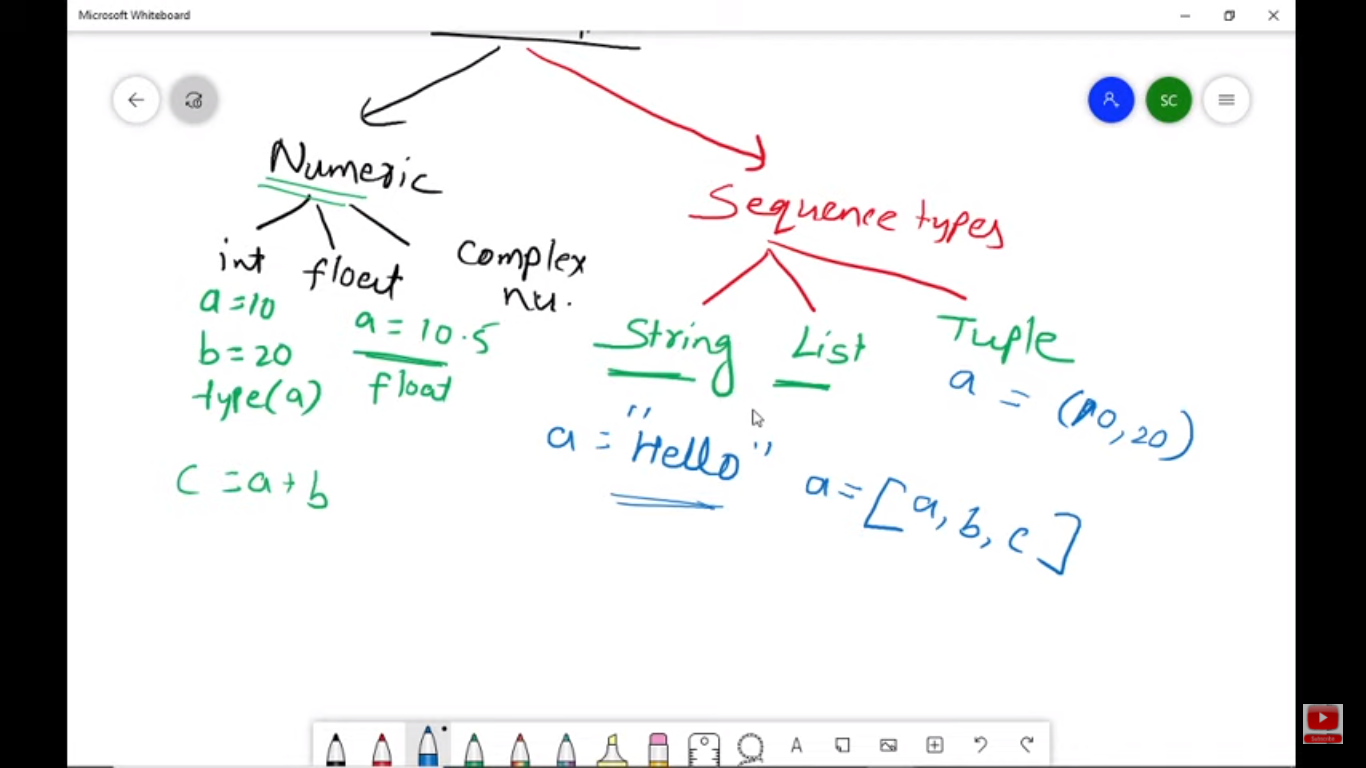 Microsoft Whiteboard
SC
Numeric
Sequence types
int float complex nu.
a=10
b=20
type(a)
a = 10.5
float
String List Tuple
a = (10,20)
a = "Hello"
a=[a, b, c]
c = a + b
A
Subscribe